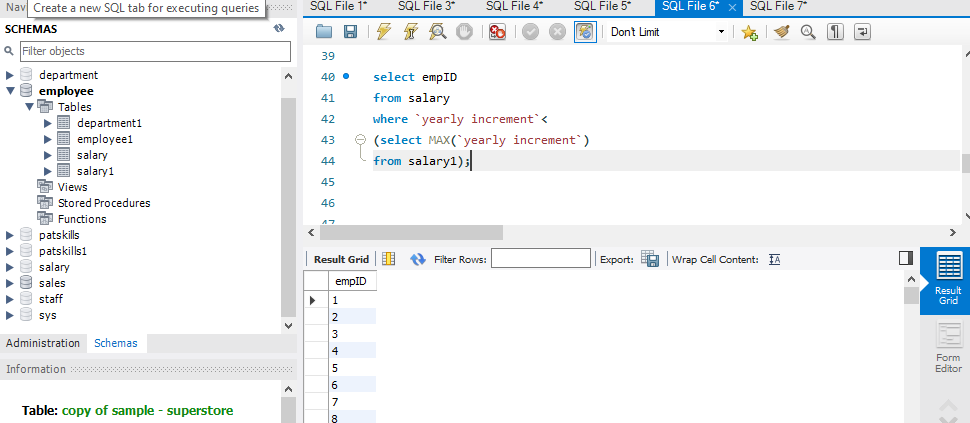 Nav
Create a new SQL tab for executing queries
SCHEMAS
Filter objects
department
employee
Tables
department1
employee1
salary
salary1
Views
Stored Procedures
Functions
patskills
patskills1
salary
sales
staff
sys
Administration Schemas
Information
Table: copy of sample - superstore
SQL File 1* SQL File 3* SQL File 4* SQL File 5* SQL File 6* SQL File 7*
Don't Limit
39
40 select empID
41 from salary
42 where `yearly increment`<
43 (select MAX(`yearly increment`)
44 from salary1);
45
46
47
Result Grid Filter Rows: Export: Wrap Cell Content: IA
empID
1
2
3
4
5
6
7
8
Result
Grid
Form
Editor